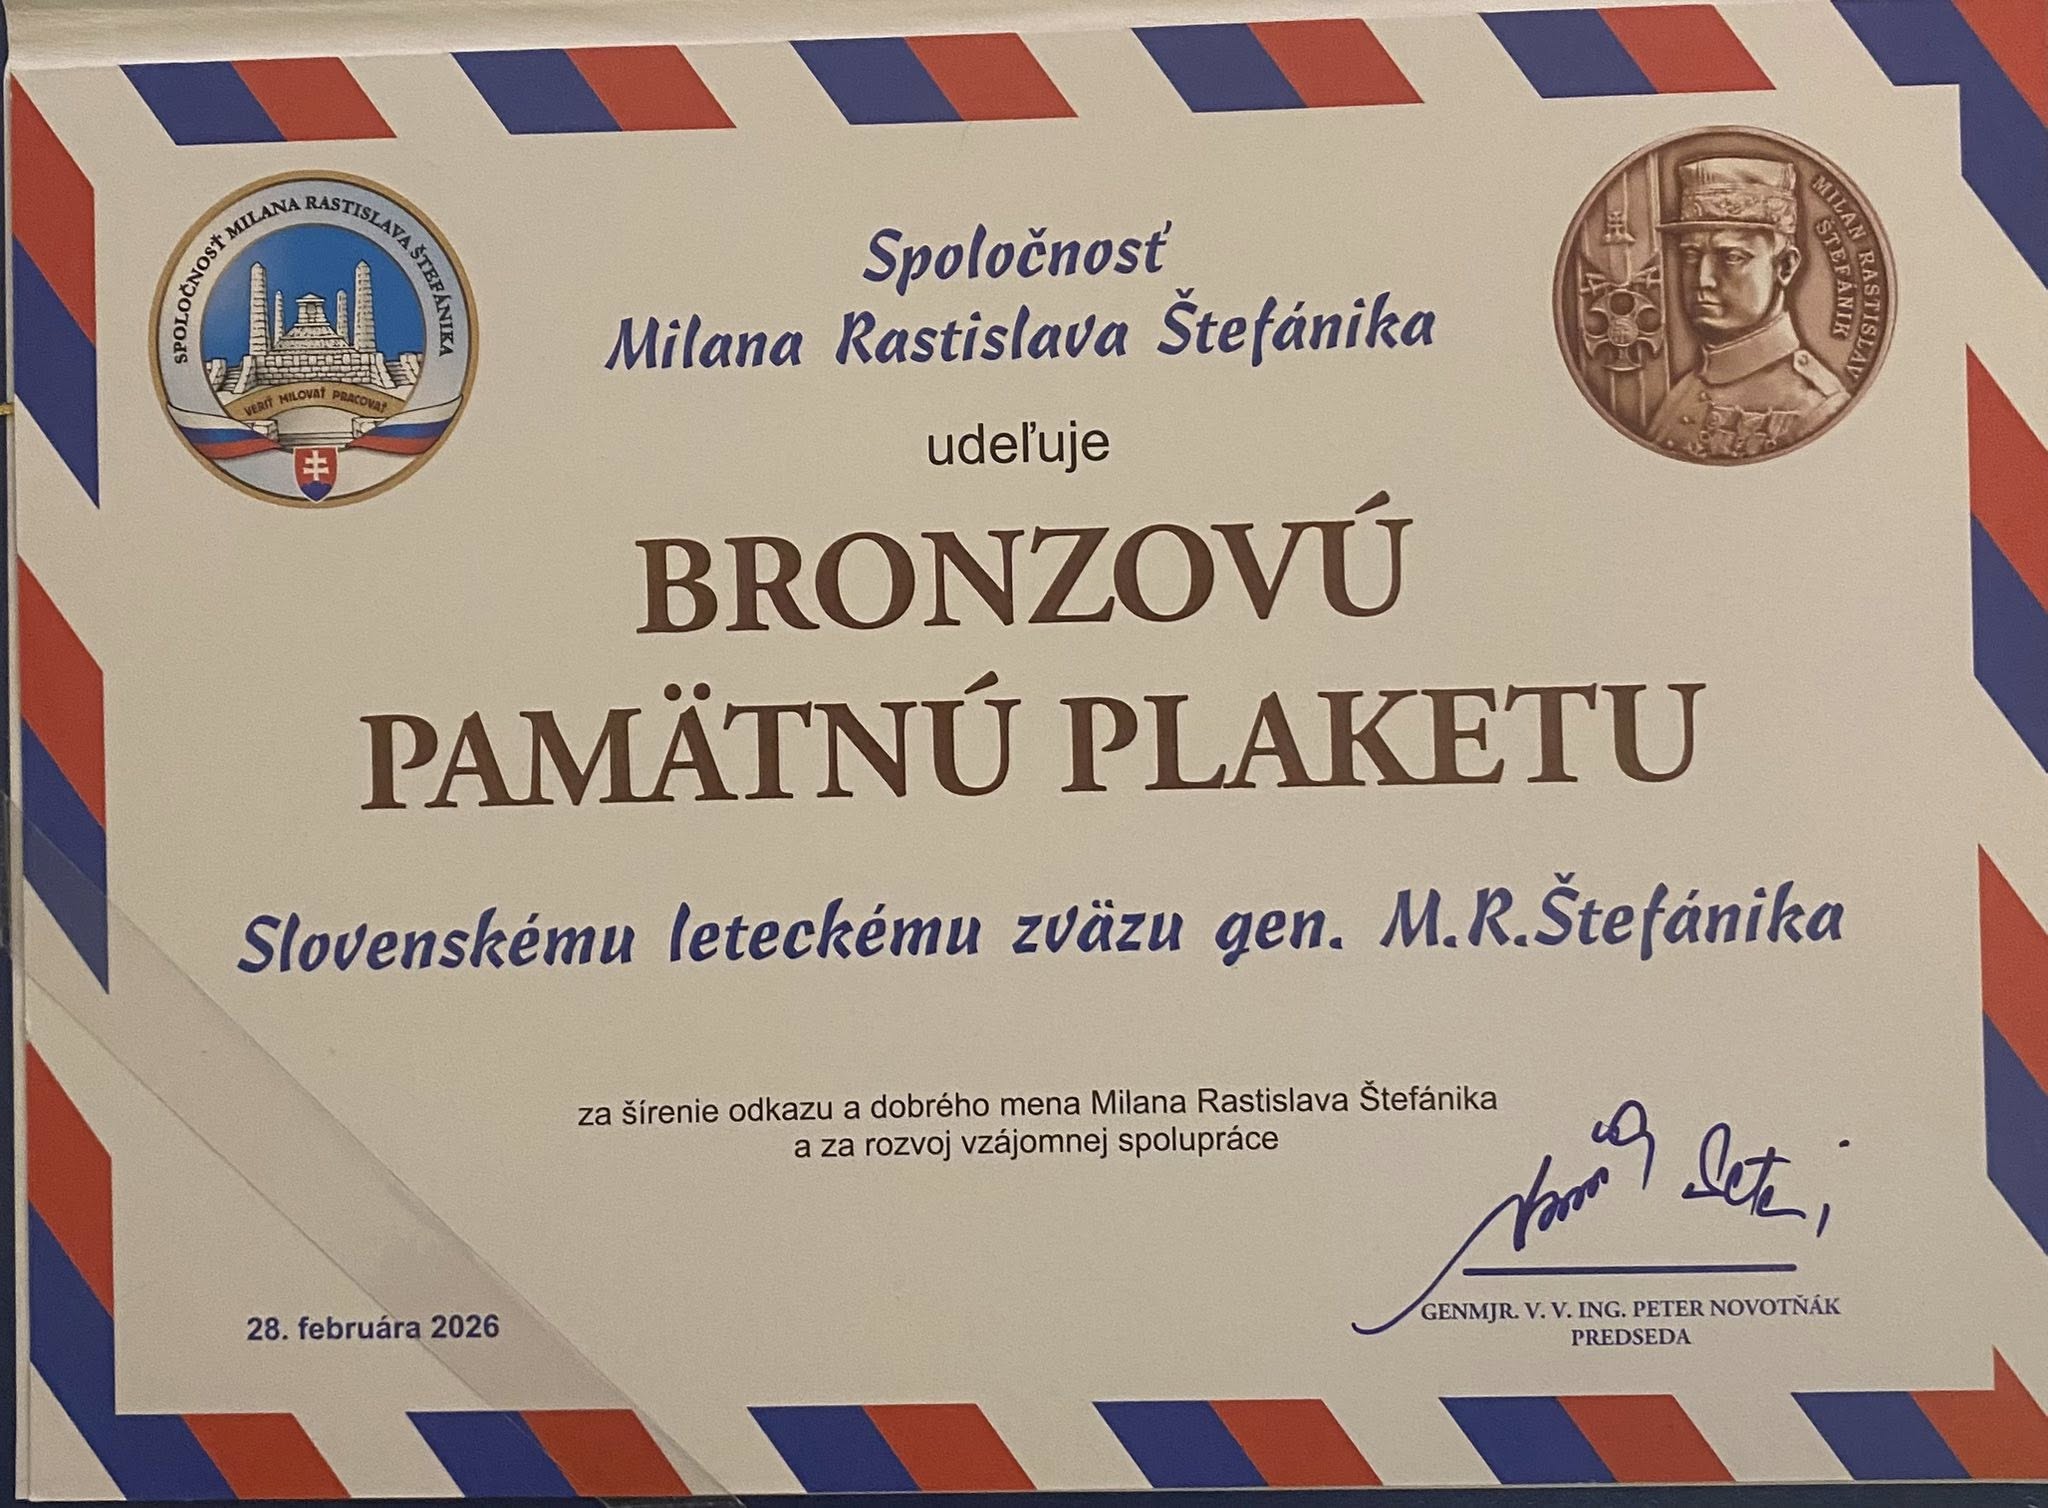 SPOLOČNOSŤ MILANA RASTISLAVA ŠTEFÁNIKA
VERIŤ MILOVAŤ PRACOVAŤ
MILAN RASTISLAV
ŠTEFÁNIK
Spoločnosť
Milana Rastislava Štefánika
udeľuje
BRONZOVÚ
PAMÄTNÚ PLAKETU
Slovenskému leteckému zväzu gen. M.R.Štefánika
za šírenie odkazu a dobrého mena Milana Rastislava Štefánika
a za rozvoj vzájomnej spolupráce
28. februára 2026
GENMJR. V. V. ING. PETER NOVOTŇÁK
PREDSEDA